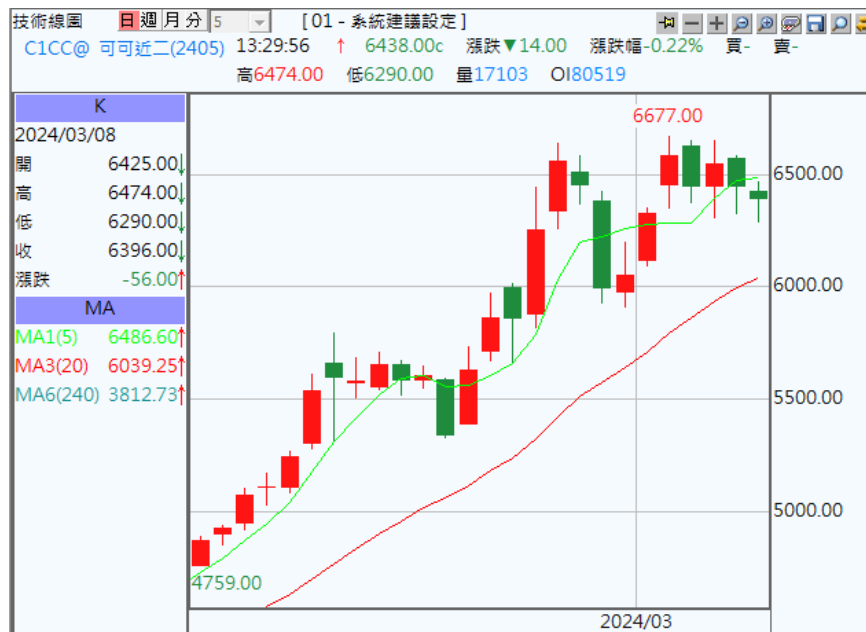 技術線圖 日 週 月 分 5 [ 01 - 系統建議設定 ]
C1CC@ 可可近二(2405) 13:29:56 ↑ 6438.00c 漲跌▼14.00 漲跌幅-0.22% 買- 賣-
高6474.00 低6290.00 量17103 OI80519
K
2024/03/08
開 6425.00↓
高 6474.00↓
低 6290.00↓
收 6396.00↓
漲跌 -56.00↑
MA
MA1(5) 6486.60↑
MA3(20) 6039.25↑
MA6(240) 3812.73↑
6677.00
6500.00
6000.00
5500.00
5000.00
4759.00
2024/03